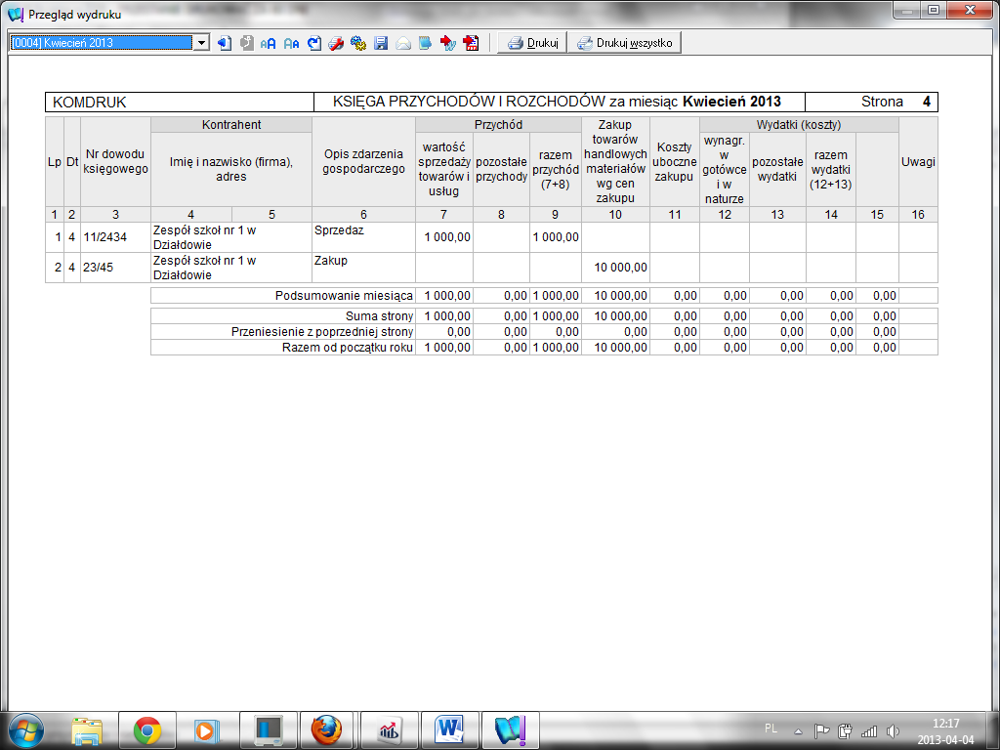 Przegląd wydruku
[0004] Kwiecień 2013
Drukuj
Drukuj wszystko
KOMDRUK KSIĘGA PRZYCHODÓW I ROZCHODÓW za miesiąc Kwiecień 2013 Strona 4
Lp Dt Nr dowodu księgowego
Kontrahent
Imię i nazwisko (firma), adres
Opis zdarzenia gospodarczego
Przychód
wartość sprzedaży towarów i usług
pozostałe przychody
razem przychód (7+8)
Zakup towarów handlowych materiałów wg cen zakupu
Koszty uboczne zakupu
Wydatki (koszty)
wynagr. w gotówce i w naturze
pozostałe wydatki
razem wydatki (12+13)
Uwagi
1 2 3 4 5 6 7 8 9 10 11 12 13 14 15 16
1 4 11/2434 Zespół szkoł nr 1 w Działdowie Sprzedaz 1 000,00 1 000,00
2 4 23/45 Zespół szkoł nr 1 w Działdowie Zakup 10 000,00
Podsumowanie miesiąca 1 000,00 0,00 1 000,00 10 000,00 0,00 0,00 0,00 0,00 0,00
Suma strony 1 000,00 0,00 1 000,00 10 000,00 0,00 0,00 0,00 0,00 0,00
Przeniesienie z poprzedniej strony 0,00 0,00 0,00 0,00 0,00 0,00 0,00 0,00 0,00
Razem od początku roku 1 000,00 0,00 1 000,00 10 000,00 0,00 0,00 0,00 0,00 0,00
PL
12:17
2013-04-04